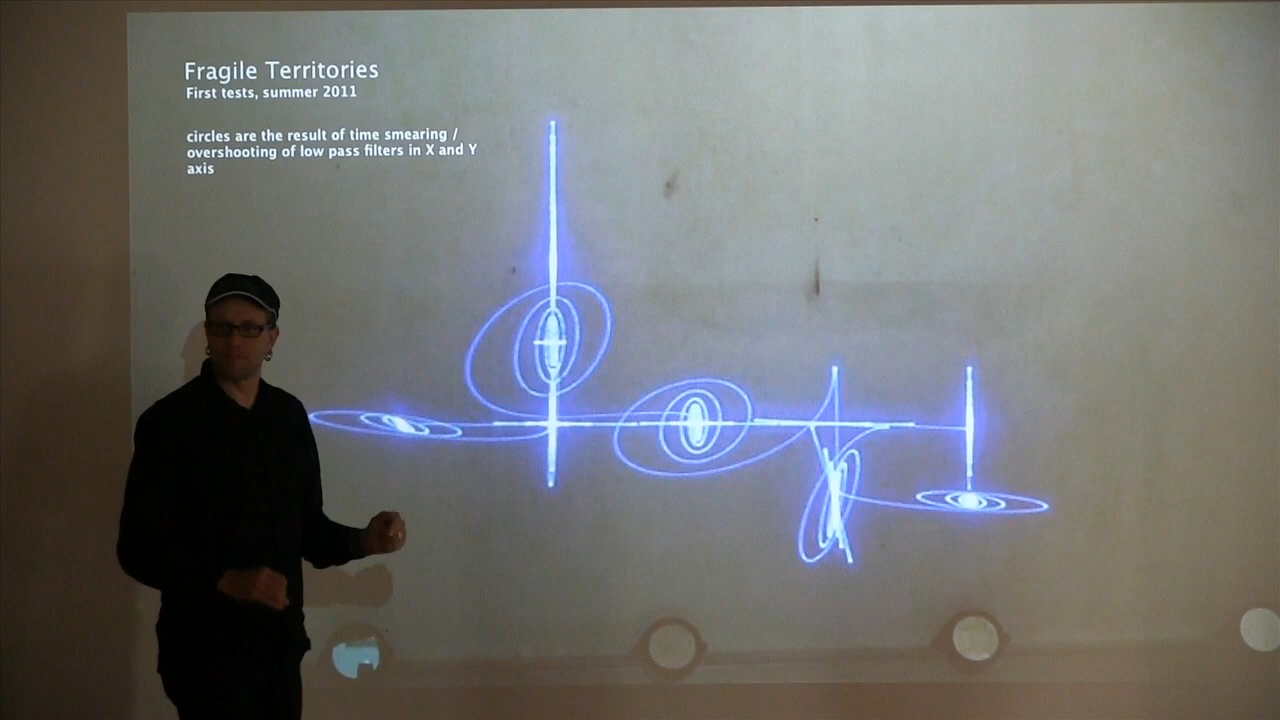 Fragile Territories
First tests, summer 2011
circles are the result of time smearing /
overshooting of low pass filters in X and Y
axis